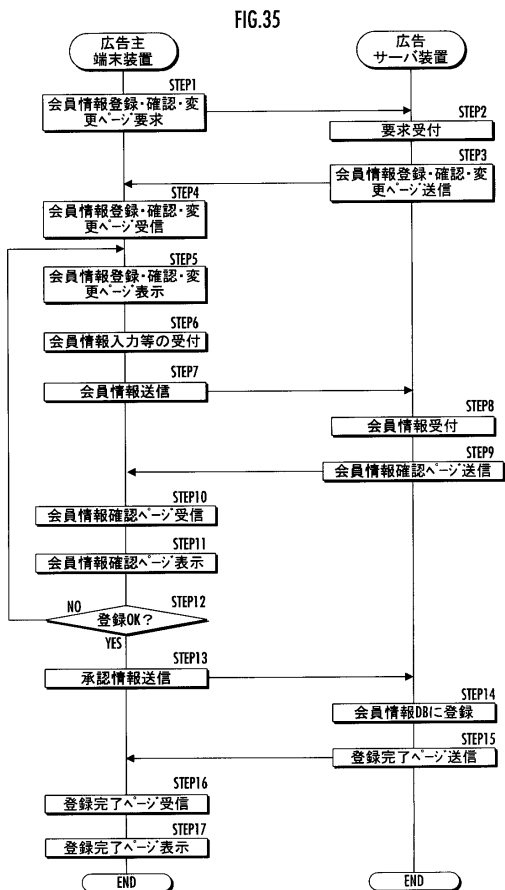 FIG.35
広告主
端末装置
広告
サーバ装置
STEP1
会員情報登録・確認・変
更ページ要求
STEP2
要求受付
STEP3
会員情報登録・確認・変
更ページ送信
STEP4
会員情報登録・確認・変
更ページ受信
STEP5
会員情報登録・確認・変
更ページ表示
STEP6
会員情報入力等の受付
STEP7
会員情報送信
STEP8
会員情報受付
STEP9
会員情報確認ページ送信
STEP10
会員情報確認ページ受信
STEP11
会員情報確認ページ表示
STEP12
NO
登録OK?
YES
STEP13
承認情報送信
STEP14
会員情報DBに登録
STEP15
登録完了ページ送信
STEP16
登録完了ページ受信
STEP17
登録完了ページ表示
END
END